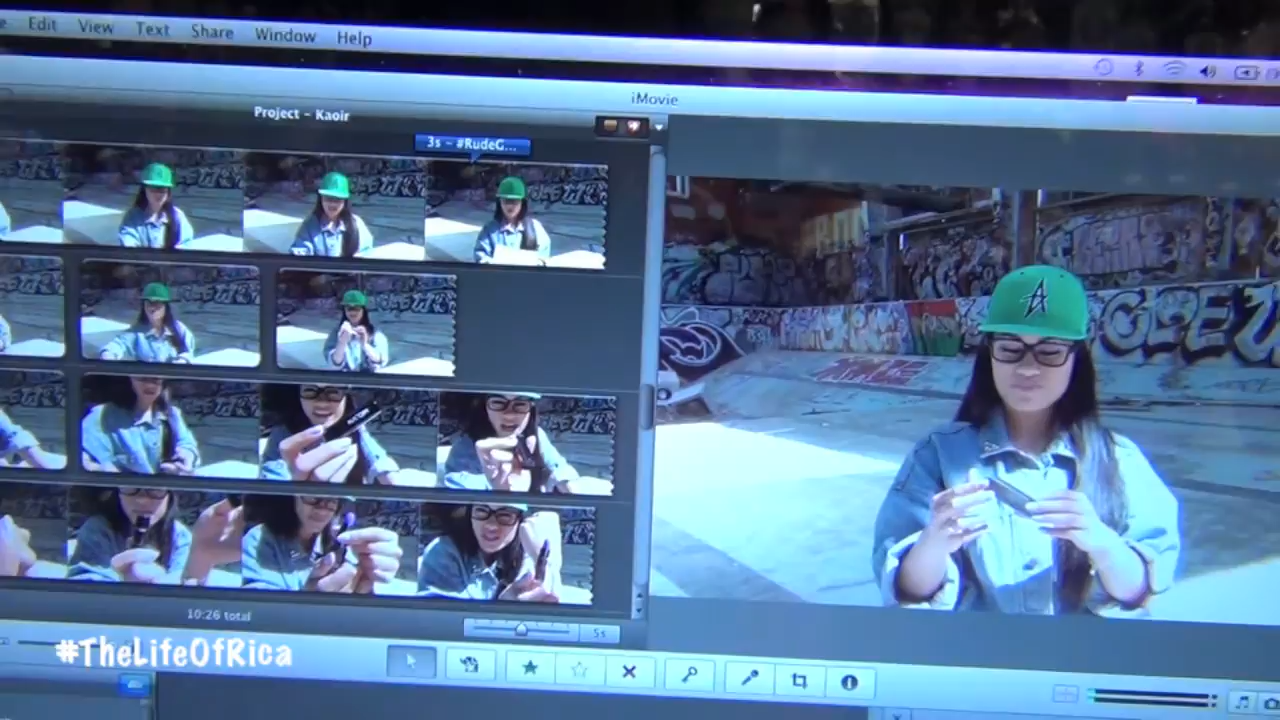 Edit View Text Share Window Help
iMovie
Project - Kaoir
3s - #RudeG...
10:26 total
5s
#TheLifeOfRica